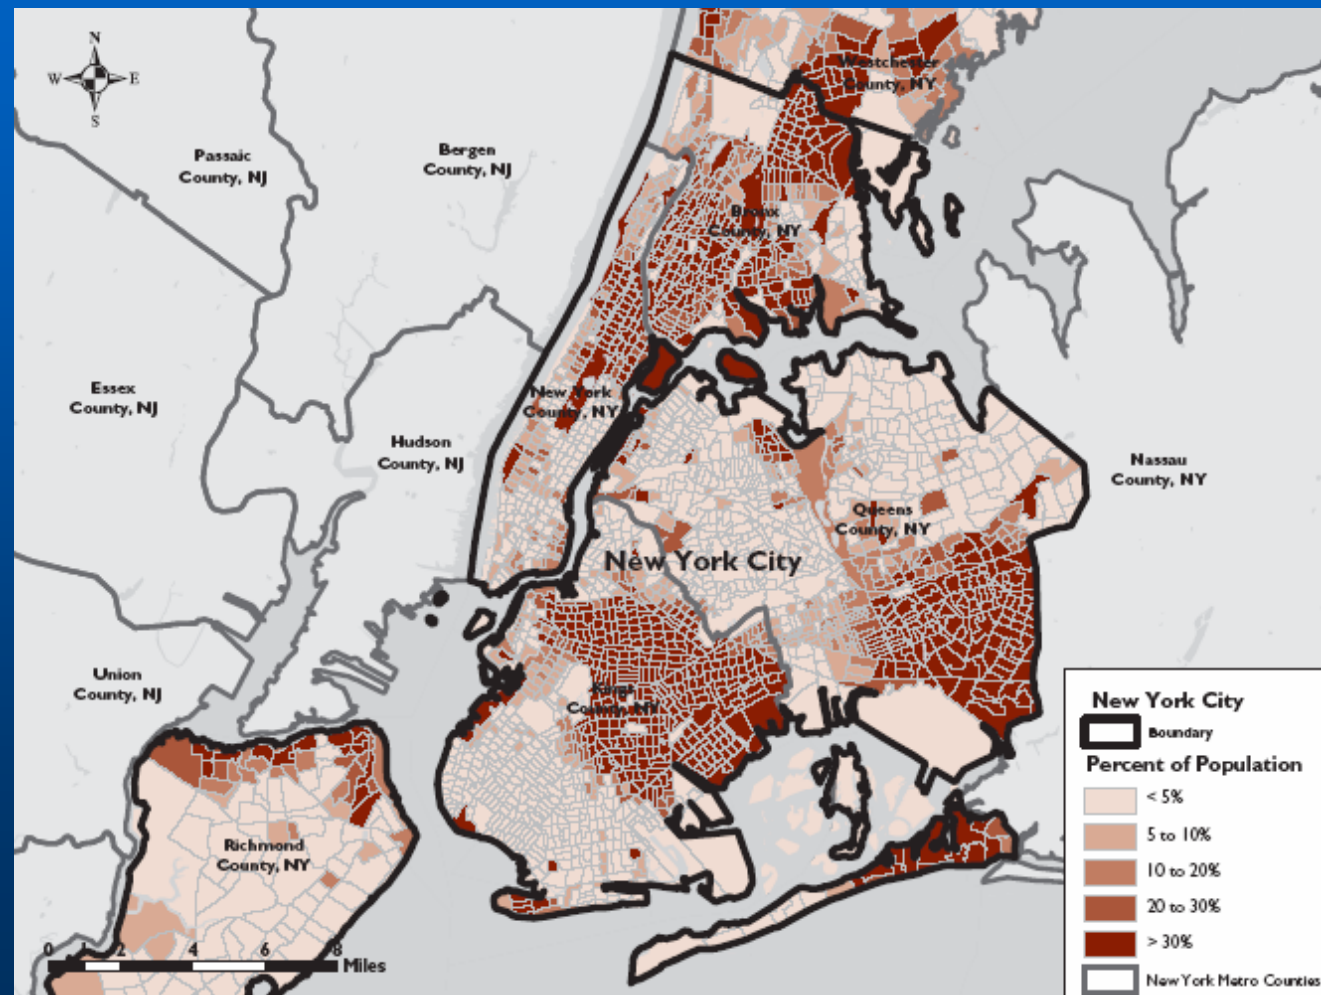 N
W E
S
Westchester
County, NY
Passaic
County, NJ
Bergen
County, NJ
Bronx
County, NY
Essex
County, NJ
New York
County, NY
Hudson
County, NJ
Nassau
County, NY
Queens
County, NY
New York City
Union
County, NJ
Kings
County, NY
Richmond
County, NY
0 1 2 4 6 8
Miles
New York City
Boundary
Percent of Population
< 5%
5 to 10%
10 to 20%
20 to 30%
> 30%
New York Metro Counties